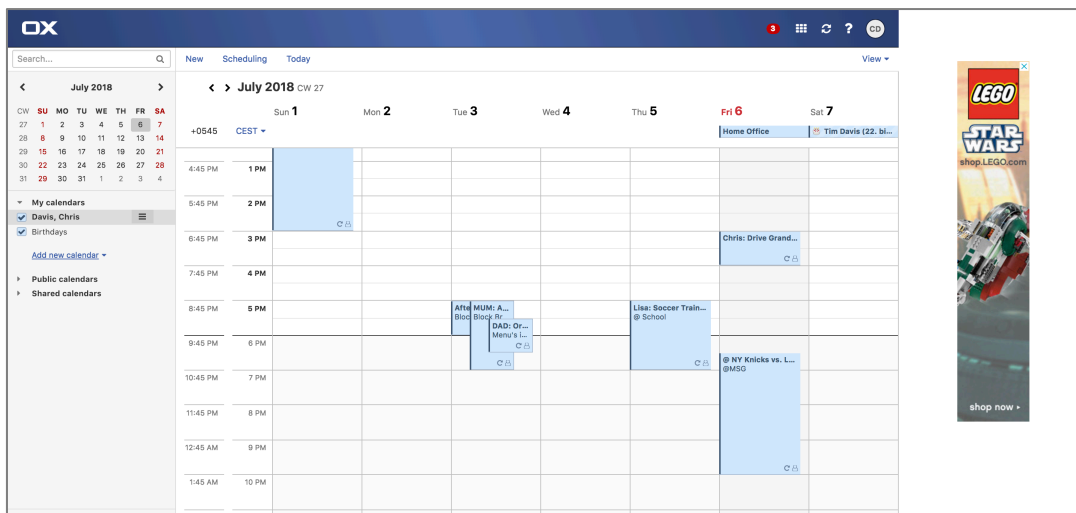 OX
3
?
CD
Search...
New Scheduling Today
View
July 2018
CW SU MO TU WE TH FR SA
27 1 2 3 4 5 6 7
28 8 9 10 11 12 13 14
29 15 16 17 18 19 20 21
30 22 23 24 25 26 27 28
31 29 30 31 1 2 3 4
My calendars
Davis, Chris
Birthdays
Add new calendar
Public calendars
Shared calendars
July 2018 CW 27
Sun 1 Mon 2 Tue 3 Wed 4 Thu 5 Fri 6 Sat 7
+0545 CEST
Home Office
Tim Davis (22. bi...
4:45 PM 1 PM
5:45 PM 2 PM
6:45 PM 3 PM
Chris: Drive Grand...
7:45 PM 4 PM
8:45 PM 5 PM
Afte
Bloc
MUM: A...
Block Br
DAD: Or...
Menu's i...
Lisa: Soccer Train...
@ School
9:45 PM 6 PM
@ NY Knicks vs. L...
@MSG
10:45 PM 7 PM
11:45 PM 8 PM
12:45 AM 9 PM
1:45 AM 10 PM
LEGO
STAR
WARS
shop.LEGO.com
shop now